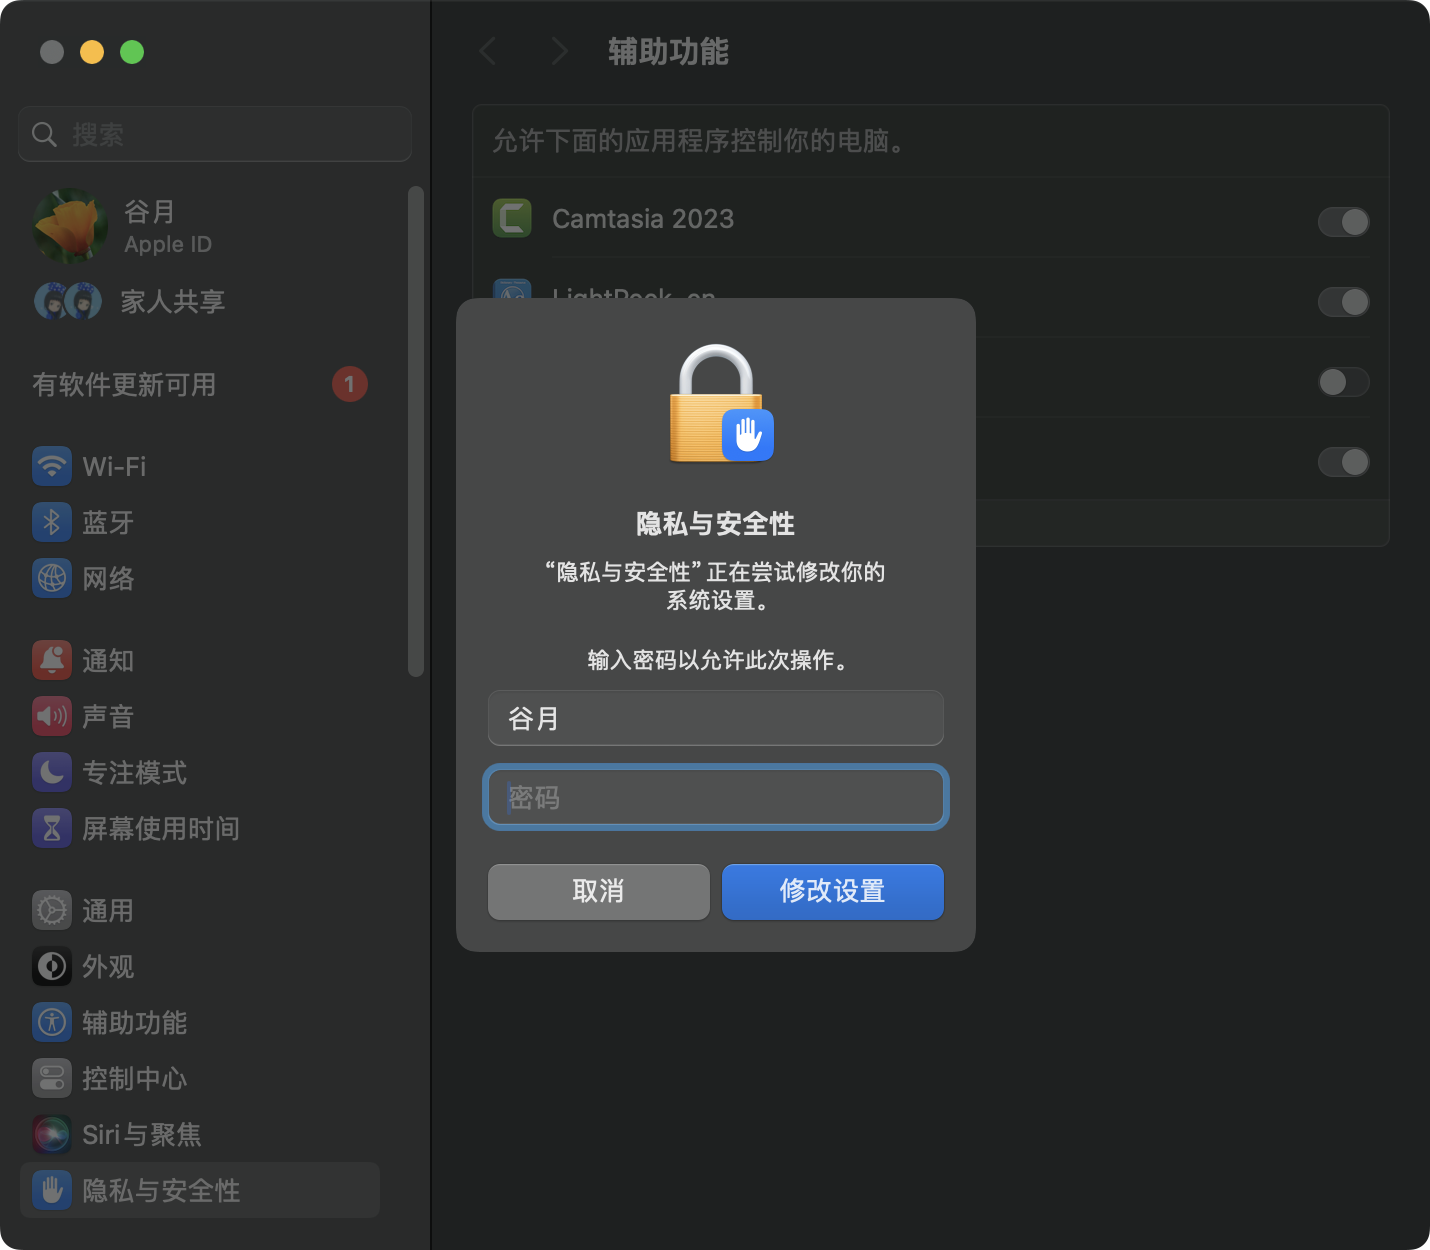 搜索
谷月
Apple ID
家人共享
有软件更新可用
1
Wi-Fi
蓝牙
网络
通知
声音
专注模式
屏幕使用时间
通用
外观
辅助功能
控制中心
Siri与聚焦
隐私与安全性
辅助功能
允许下面的应用程序控制你的电脑。
Camtasia 2023
隐私与安全性
“隐私与安全性”正在尝试修改你的
系统设置。
输入密码以允许此次操作。
谷月
密码
取消
修改设置